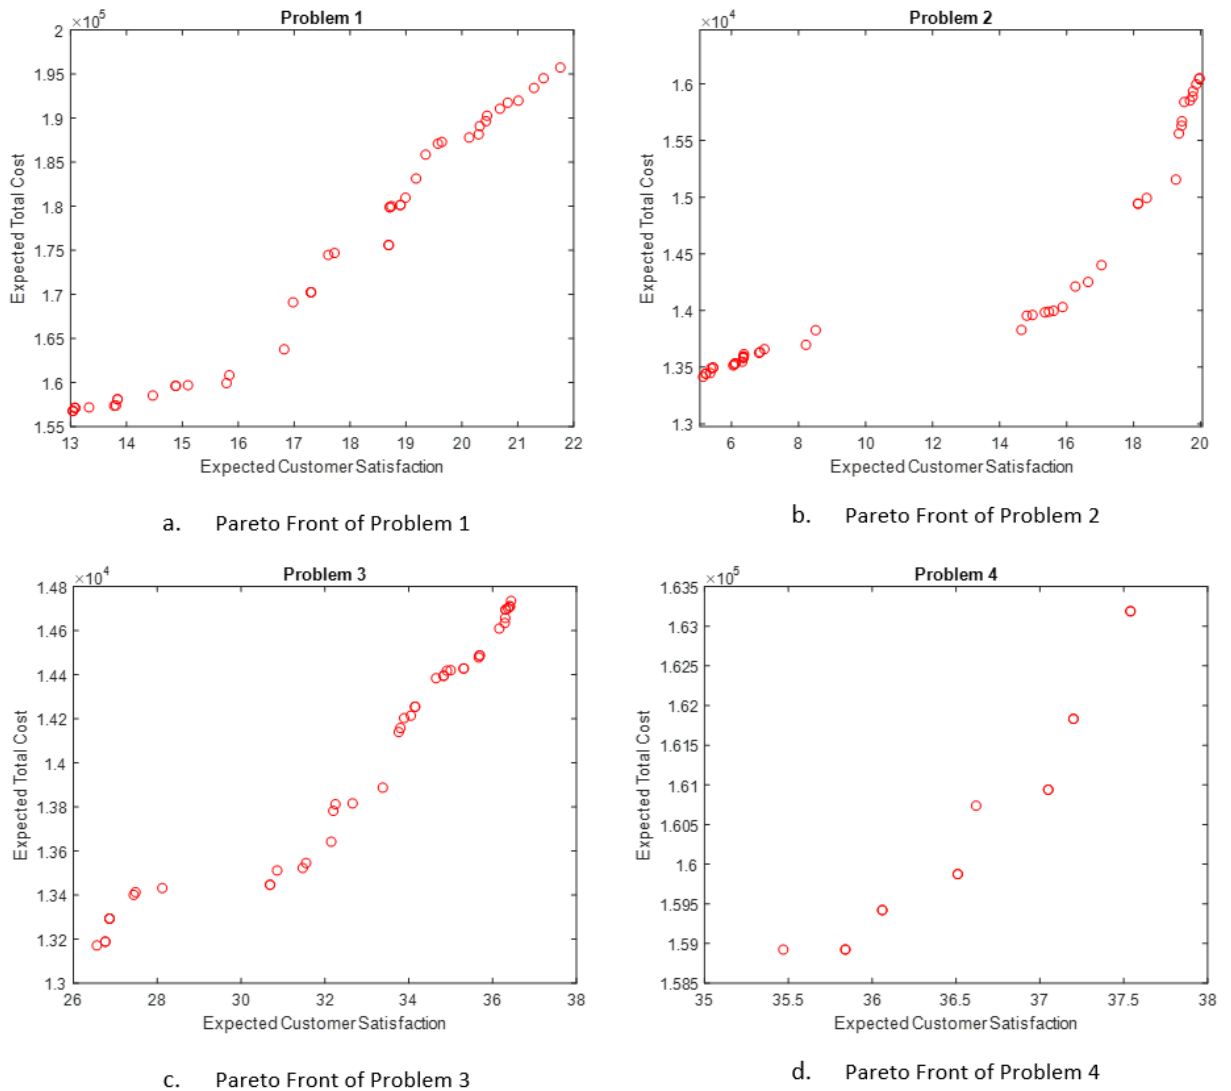 Problem 1
×10⁵
2
1.95
1.9
1.85
1.8
1.75
1.7
1.65
1.6
1.55
Expected Total Cost
13 14 15 16 17 18 19 20 21 22
Expected Customer Satisfaction
a. Pareto Front of Problem 1
Problem 2
×10⁴
1.6
1.55
1.5
1.45
1.4
1.35
1.3
Expected Total Cost
6 8 10 12 14 16 18 20
Expected Customer Satisfaction
b. Pareto Front of Problem 2
Problem 3
×10⁴
1.48
1.46
1.44
1.42
1.4
1.38
1.36
1.34
1.32
1.3
Expected Total Cost
26 28 30 32 34 36 38
Expected Customer Satisfaction
c. Pareto Front of Problem 3
Problem 4
×10⁵
1.635
1.63
1.625
1.62
1.615
1.61
1.605
1.6
1.595
1.59
1.585
Expected Total Cost
35 35.5 36 36.5 37 37.5 38
Expected Customer Satisfaction
d. Pareto Front of Problem 4